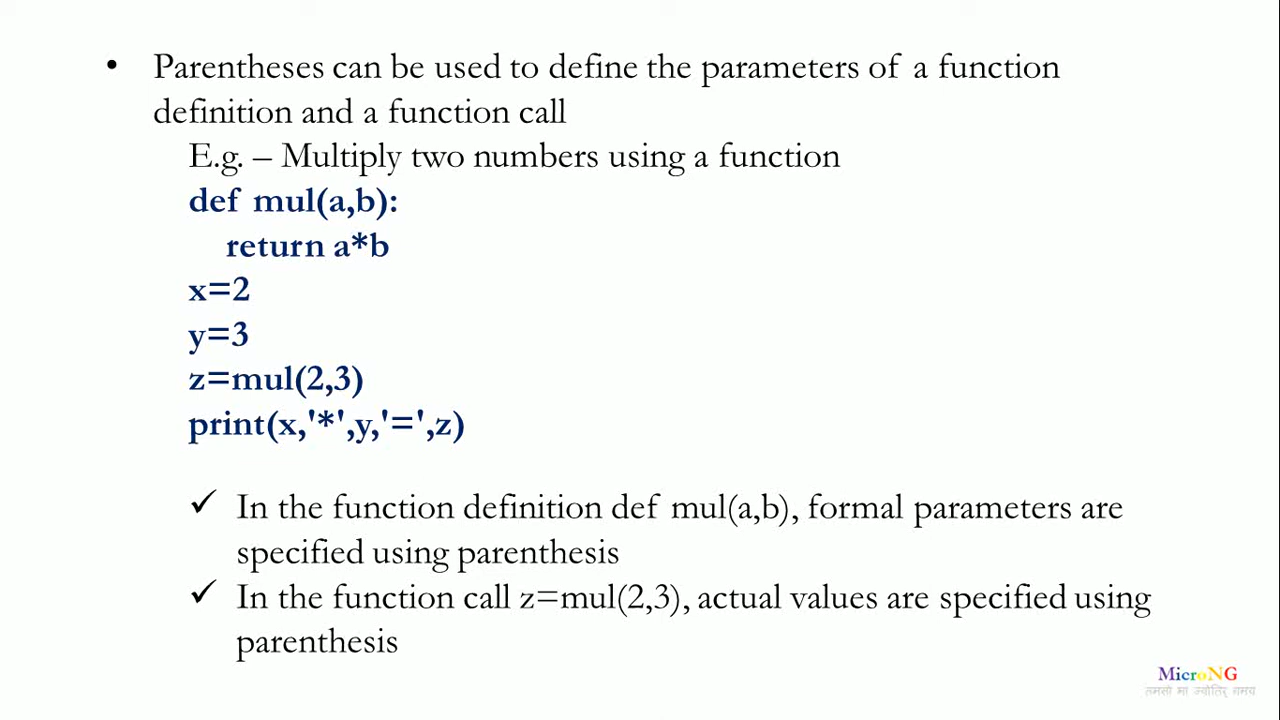 • Parentheses can be used to define the parameters of a function
definition and a function call
E.g. – Multiply two numbers using a function
def mul(a,b):
return a*b
x=2
y=3
z=mul(2,3)
print(x,'*',y,'=',z)
✓ In the function definition def mul(a,b), formal parameters are
specified using parenthesis
✓ In the function call z=mul(2,3), actual values are specified using
parenthesis
MicroNG
तमसो मा ज्योतिर् गमय